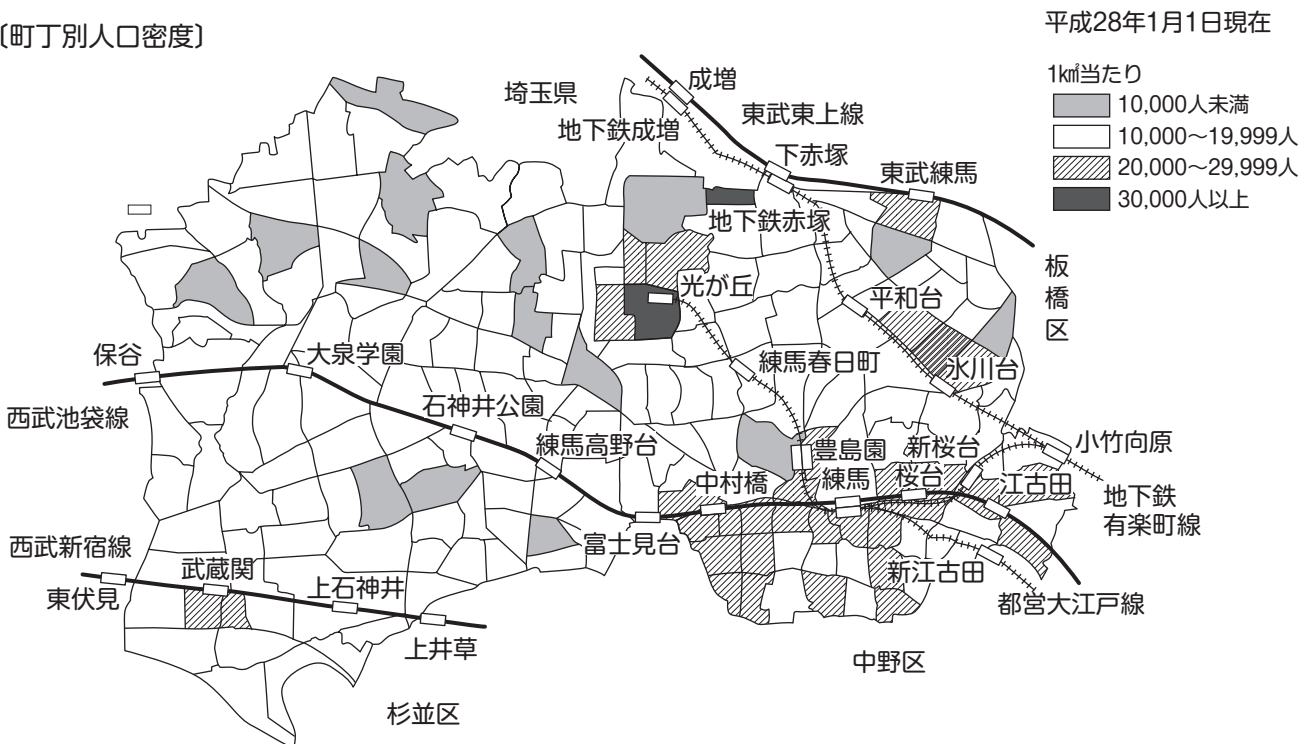 〔町丁別人口密度〕
平成28年1月1日現在
1k㎡当たり
10,000人未満
10,000〜19,999人
20,000〜29,999人
30,000人以上
埼玉県
成増
地下鉄成増
東武東上線
下赤塚
東武練馬
地下鉄赤塚
板橋区
光が丘
平和台
保谷
大泉学園
練馬春日町
氷川台
西武池袋線
石神井公園
練馬高野台
豊島園
新桜台
小竹向原
中村橋
練馬
桜台
江古田
地下鉄
有楽町線
西武新宿線
富士見台
武蔵関
上石神井
新江古田
東伏見
都営大江戸線
上井草
中野区
杉並区